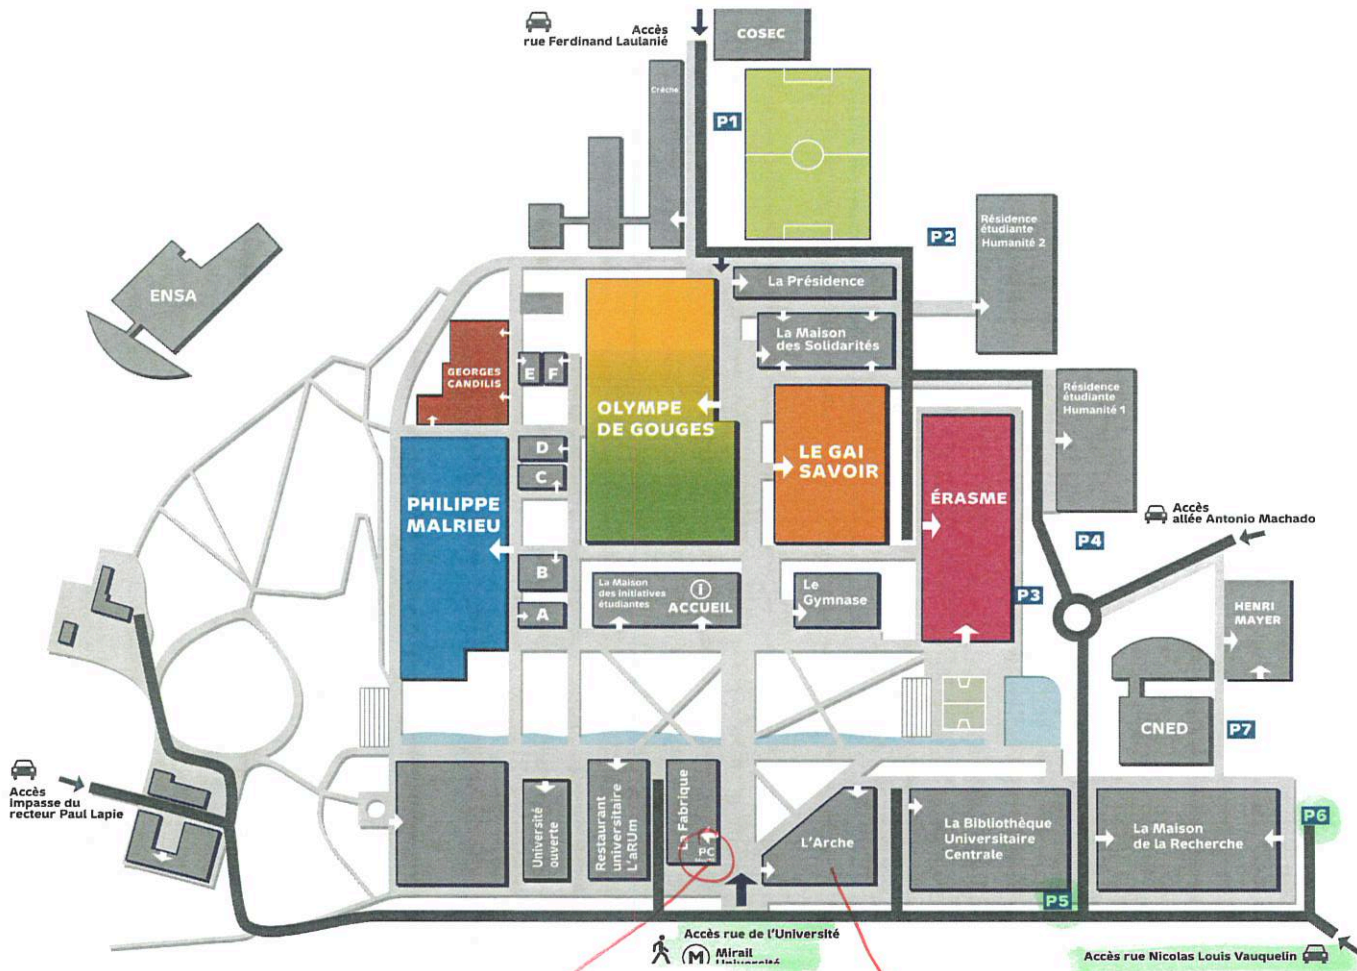 Accès
rue Ferdinand Laulanié
COSEC
Crèche
P1
P2
Résidence
étudiante
Humanité 2
ENSA
La Présidence
La Maison
des Solidarités
GEORGES
CANDILIS
E
F
OLYMPE
DE GOUGES
Résidence
étudiante
Humanité 1
D
C
LE GAI
SAVOIR
PHILIPPE
MALRIEU
ÉRASME
Accès
allée Antonio Machado
P4
B
A
La Maison
des initiatives
étudiantes
i
ACCUEIL
Le
Gymnase
P3
HENRI
MAYER
CNED
P7
Accès
impasse du
recteur Paul Lapie
Université
ouverte
Restaurant
universitaire
L'aRUm
La Fabrique
PC
L'Arche
La Bibliothèque
Universitaire
Centrale
La Maison
de la Recherche
P6
P5
Accès rue de l'Université
M Mirail
Université
Accès rue Nicolas Louis Vauquelin